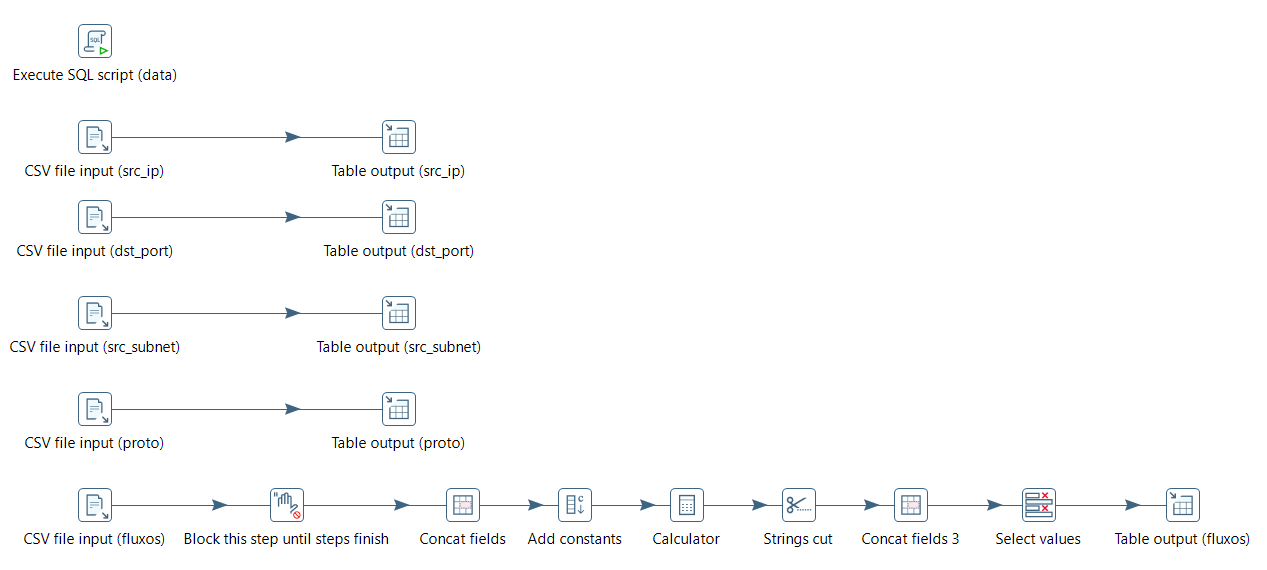 SQL
Execute SQL script (data)
CSV file input (src_ip)
Table output (src_ip)
CSV file input (dst_port)
Table output (dst_port)
CSV file input (src_subnet)
Table output (src_subnet)
CSV file input (proto)
Table output (proto)
C
CSV file input (fluxos)
Block this step until steps finish
Concat fields
Add constants
Calculator
Strings cut
Concat fields 3
Select values
Table output (fluxos)